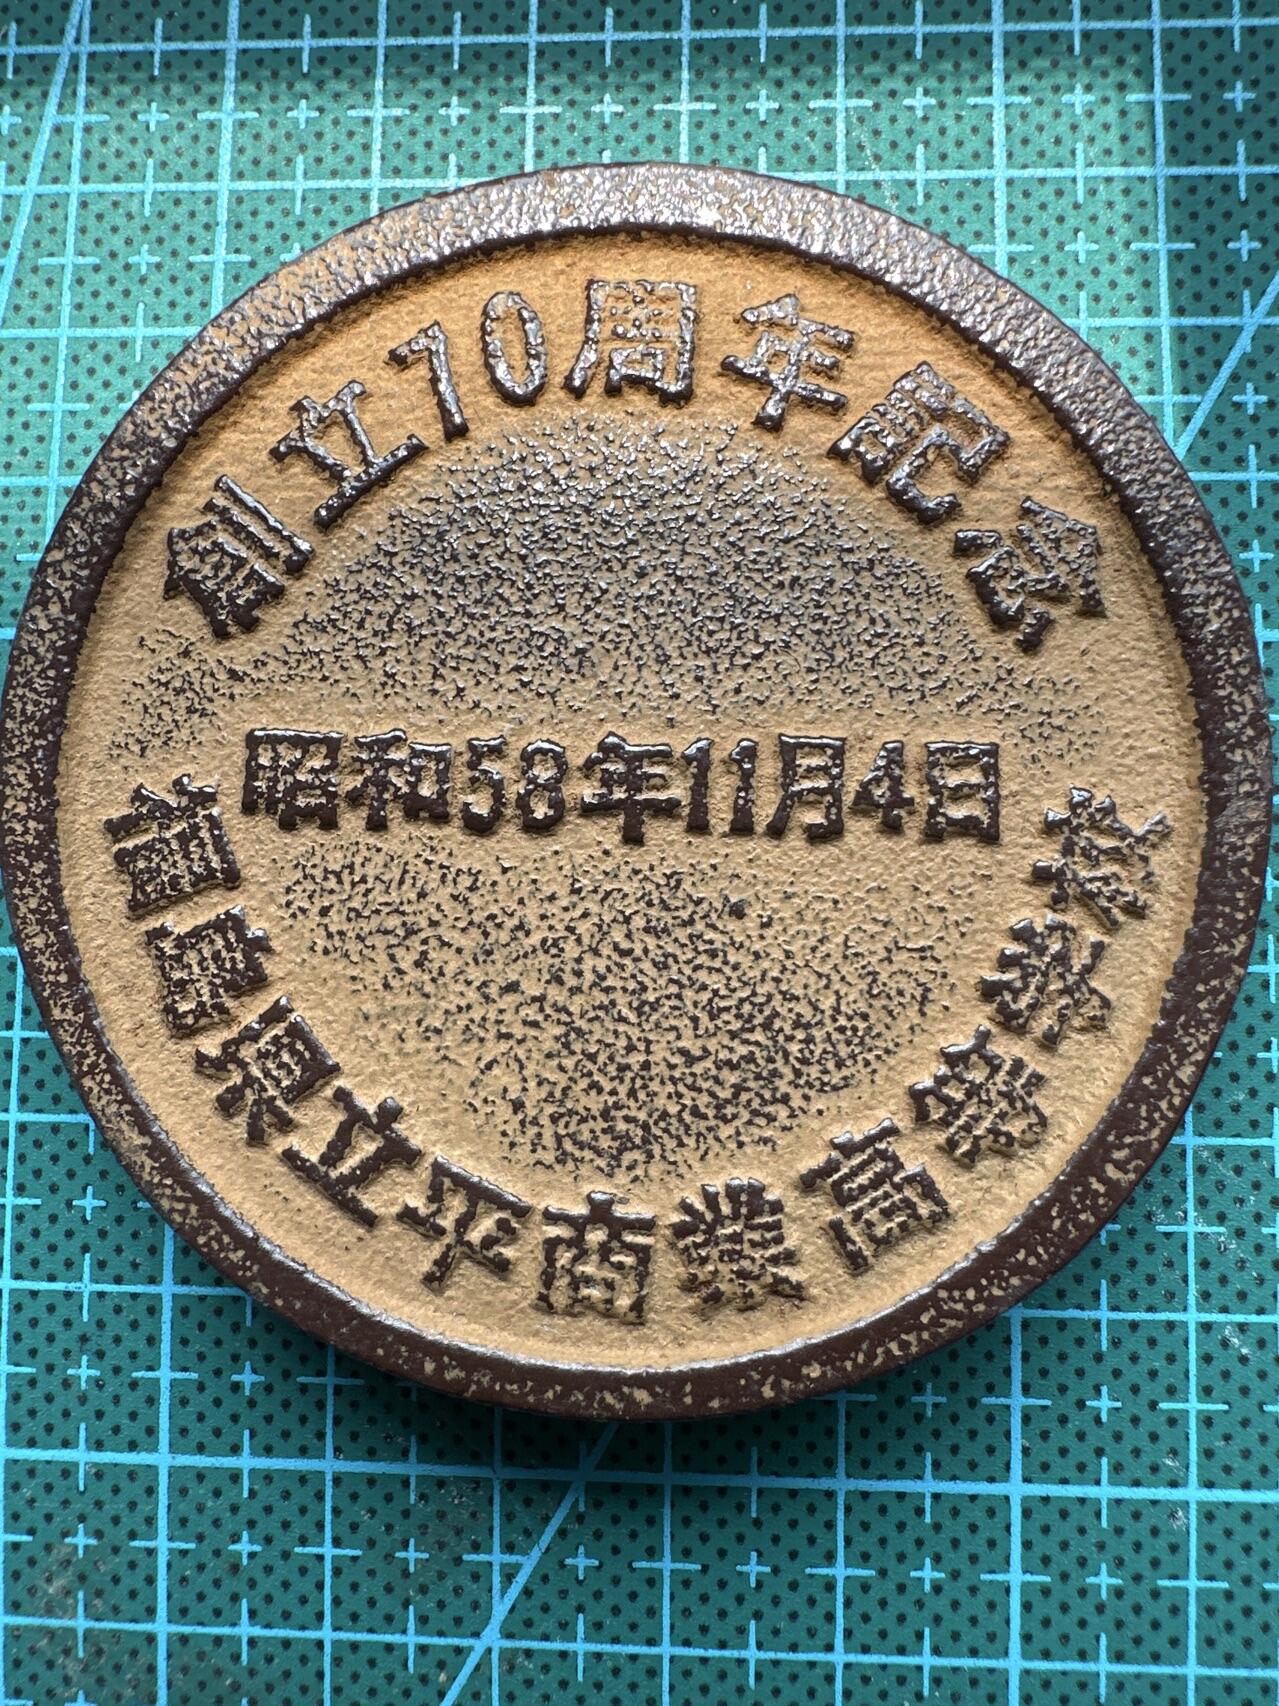 創立70周年記念
昭和58年11月4日
福島県立平商業高等学校